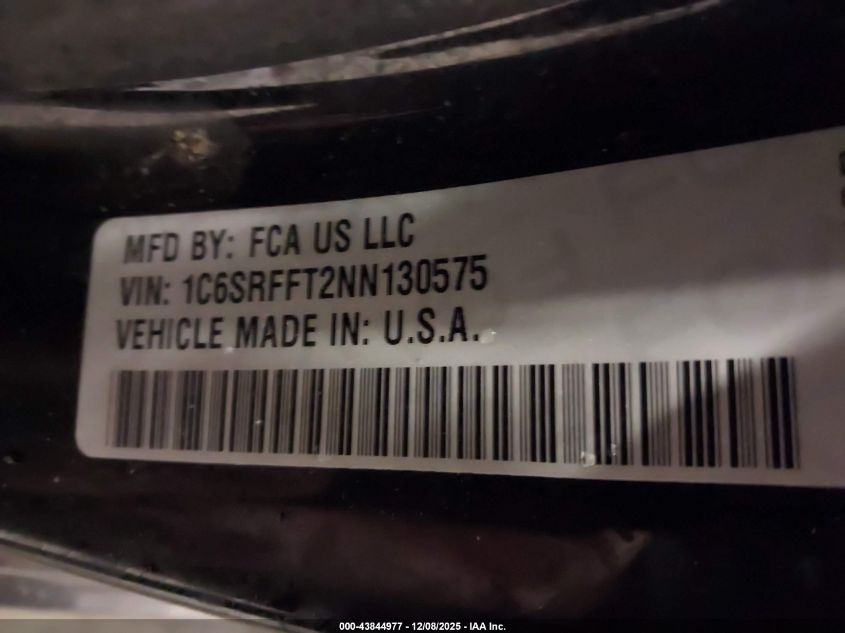 MFD BY: FCA US LLC
VIN: 1C6SRFFT2NN130575
VEHICLE MADE IN: U.S.A.
000-43844977 - 12/08/2025 - IAA Inc.